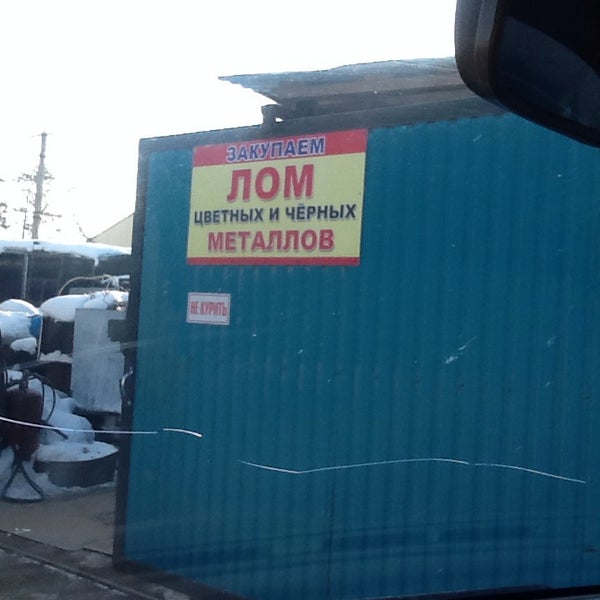 ЗАКУПАЕМ
ЛОМ
ЦВЕТНЫХ И ЧЁРНЫХ
МЕТАЛЛОВ
НЕ КУРИТЬ